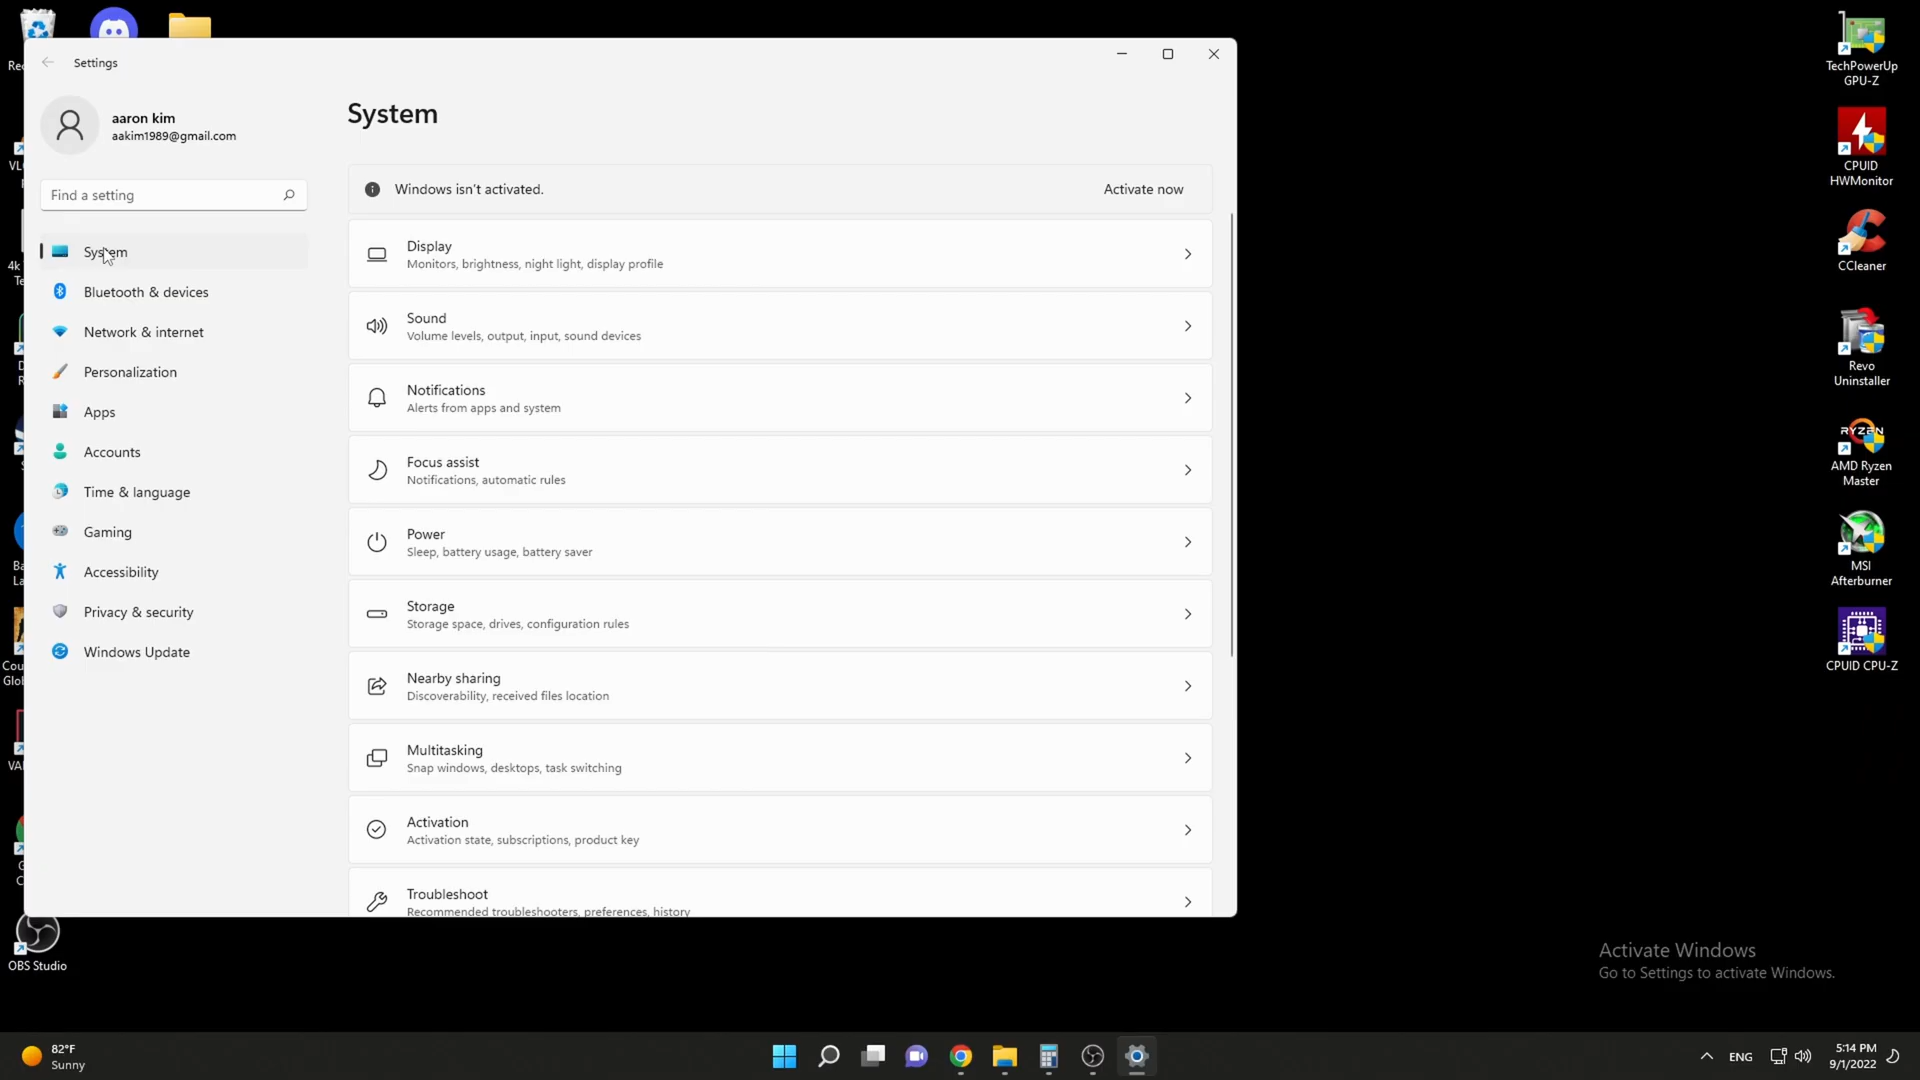 Settings
aaron kim
aakim1989@gmail.com
Find a setting
System
Bluetooth & devices
Network & internet
Personalization
Apps
Accounts
Time & language
Gaming
Accessibility
Privacy & security
Windows Update
System
Windows isn't activated.
Activate now
Display
Monitors, brightness, night light, display profile
Sound
Volume levels, output, input, sound devices
Notifications
Alerts from apps and system
Focus assist
Notifications, automatic rules
Power
Sleep, battery usage, battery saver
Storage
Storage space, drives, configuration rules
Nearby sharing
Discoverability, received files location
Multitasking
Snap windows, desktops, task switching
Activation
Activation state, subscriptions, product key
Troubleshoot
Recommended troubleshooters, preferences, history
OBS Studio
TechPowerUp
GPU-Z
CPUID
HWMonitor
CCleaner
Revo
Uninstaller
RYZEN
AMD Ryzen
Master
MSI
Afterburner
CPUID CPU-Z
Activate Windows
Go to Settings to activate Windows.
82°F
Sunny
ENG
5:14 PM
9/1/2022